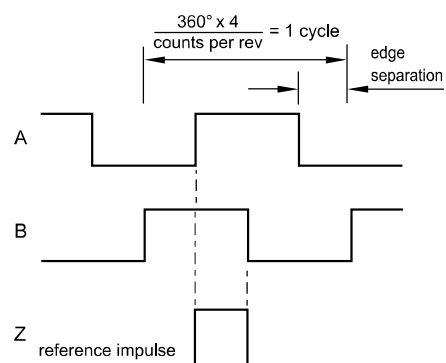 360° x 4
counts per rev
= 1 cycle
edge
separation
A
B
Z
reference impulse